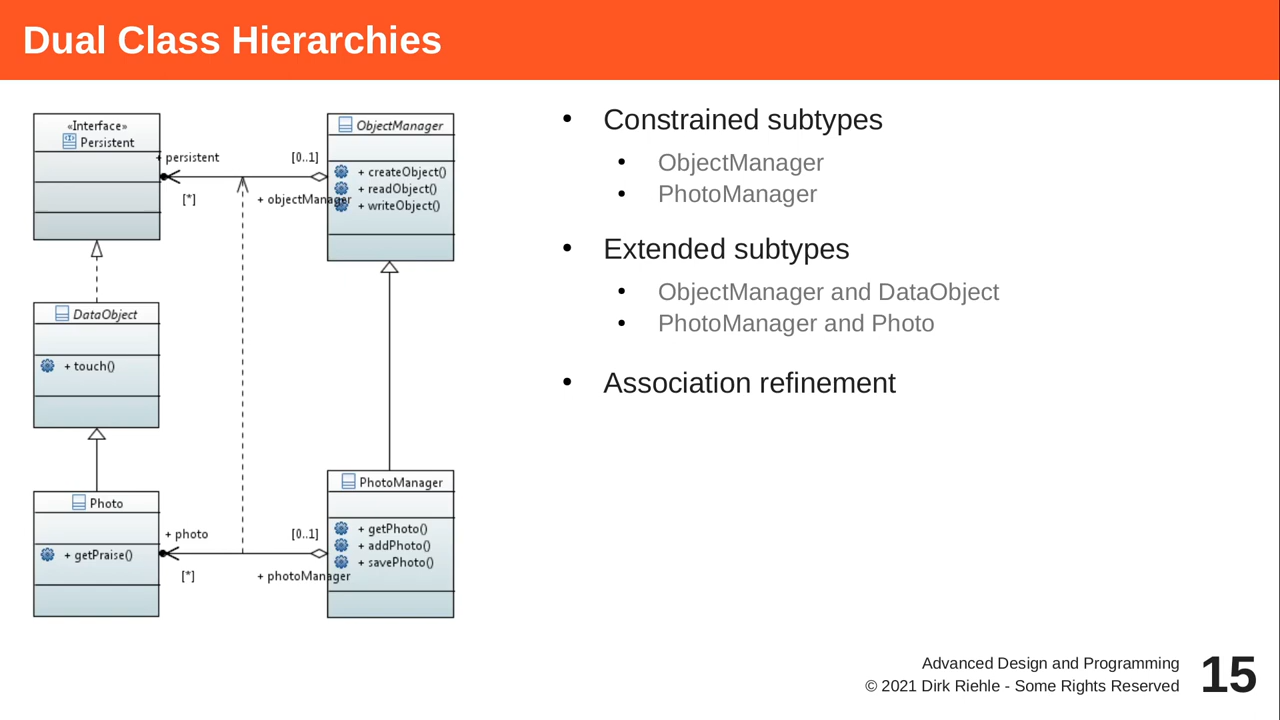 Dual Class Hierarchies
«Interface»
Persistent
+ persistent
[0..1]
[*]
+ objectManager
ObjectManager
+ createObject()
+ readObject()
+ writeObject()
DataObject
+ touch()
Photo
+ getPraise()
+ photo
[0..1]
[*]
+ photoManager
PhotoManager
+ getPhoto()
+ addPhoto()
+ savePhoto()
• Constrained subtypes
• ObjectManager
• PhotoManager
• Extended subtypes
• ObjectManager and DataObject
• PhotoManager and Photo
• Association refinement
Advanced Design and Programming
© 2021 Dirk Riehle - Some Rights Reserved
15